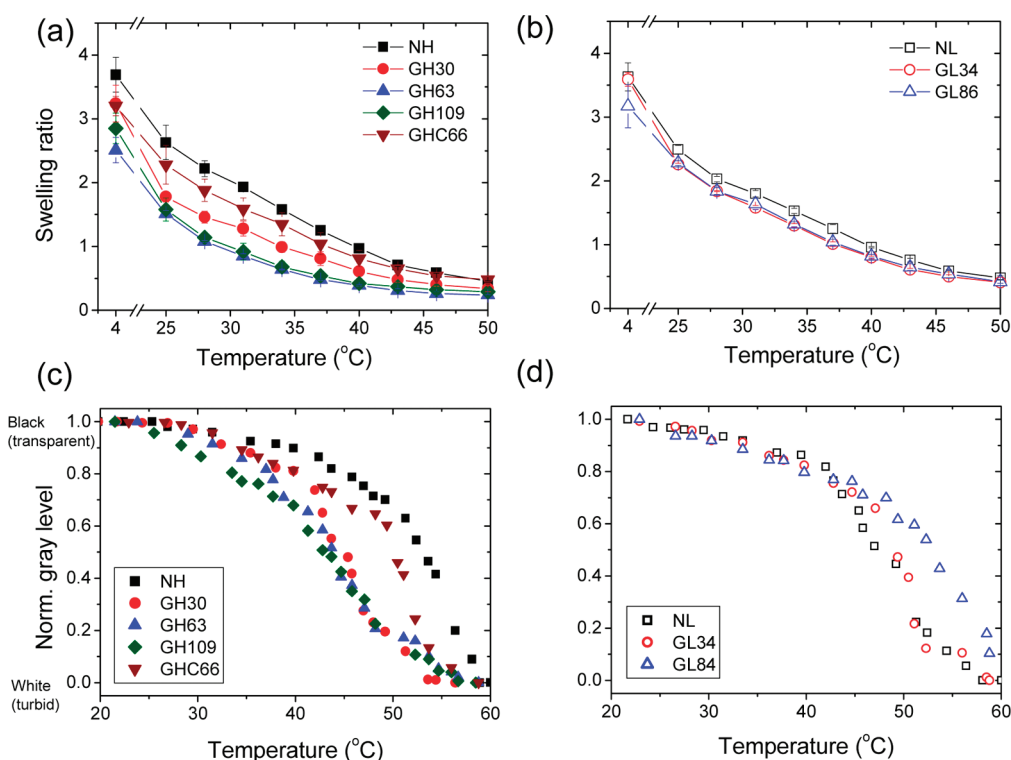 (a)
NH
GH30
GH63
GH109
GHC66
Swelling ratio
4
3
2
1
0
4 25 30 35 40 45 50
Temperature (°C)
(b)
NL
GL34
GL86
4
3
2
1
0
4 25 30 35 40 45 50
Temperature (°C)
(c)
Black
(transparent)
White
(turbid)
Norm. gray level
1.0
0.8
0.6
0.4
0.2
0.0
NH
GH30
GH63
GH109
GHC66
20 30 40 50 60
Temperature (°C)
(d)
1.0
0.8
0.6
0.4
0.2
0.0
NL
GL34
GL84
20 30 40 50 60
Temperature (°C)